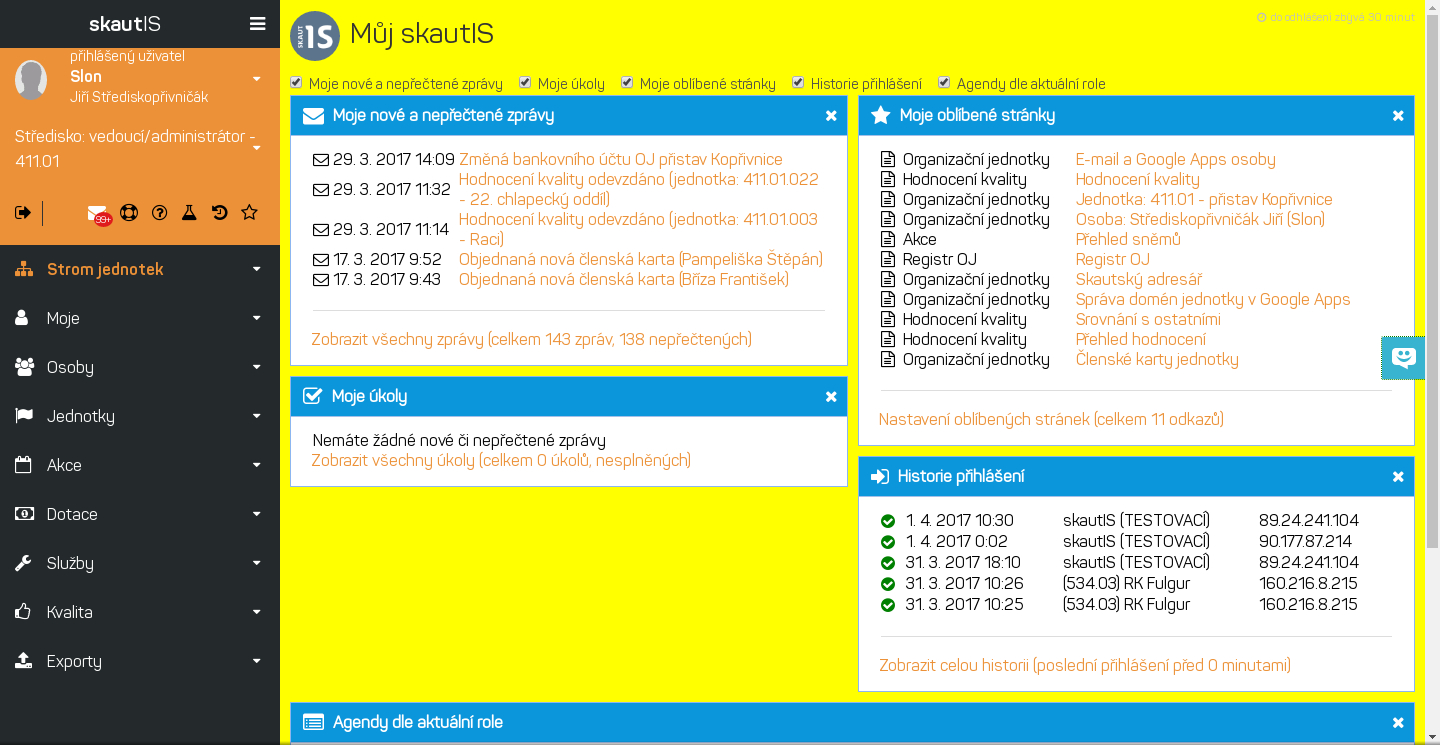 skautIS
přihlášený uživatel
Slon
Jiří Střediskopřivničák
Středisko: vedoucí/administrátor -
411.01
99+
Strom jednotek
Moje
Osoby
Jednotky
Akce
Dotace
Služby
Kvalita
Exporty
SKAUT IS
Můj skautIS
do odhlášení zbývá 30 minut
Moje nové a nepřečtené zprávy Moje úkoly Moje oblíbené stránky Historie přihlášení Agendy dle aktuální role
Moje nové a nepřečtené zprávy
29. 3. 2017 14:09 Změná bankovního účtu OJ přístav Kopřivnice
29. 3. 2017 11:32 Hodnocení kvality odevzdáno (jednotka: 411.01.022
- 22. chlapecký oddíl)
29. 3. 2017 11:14 Hodnocení kvality odevzdáno (jednotka: 411.01.003
- Raci)
17. 3. 2017 9:52 Objednaná nová členská karta (Pampeliška Štěpán)
17. 3. 2017 9:43 Objednaná nová členská karta (Bříza František)
Zobrazit všechny zprávy (celkem 143 zpráv, 138 nepřečtených)
Moje úkoly
Nemáte žádné nové či nepřečtené zprávy
Zobrazit všechny úkoly (celkem 0 úkolů, nesplněných)
Moje oblíbené stránky
Organizační jednotky E-mail a Google Apps osoby
Hodnocení kvality Hodnocení kvality
Organizační jednotky Jednotka: 411.01 - přístav Kopřivnice
Organizační jednotky Osoba: Střediskopřivničák Jiří (Slon)
Akce Přehled sněmů
Registr OJ Registr OJ
Organizační jednotky Skautský adresář
Organizační jednotky Správa domén jednotky v Google Apps
Hodnocení kvality Srovnání s ostatními
Hodnocení kvality Přehled hodnocení
Organizační jednotky Členské karty jednotky
Nastavení oblíbených stránek (celkem 11 odkazů)
Historie přihlášení
1. 4. 2017 10:30 skautIS (TESTOVACÍ) 89.24.241.104
1. 4. 2017 0:02 skautIS (TESTOVACÍ) 90.177.87.214
31. 3. 2017 18:10 skautIS (TESTOVACÍ) 89.24.241.104
31. 3. 2017 10:26 (534.03) RK Fulgur 160.216.8.215
31. 3. 2017 10:25 (534.03) RK Fulgur 160.216.8.215
Zobrazit celou historii (poslední přihlášení před 0 minutami)
Agendy dle aktuální role